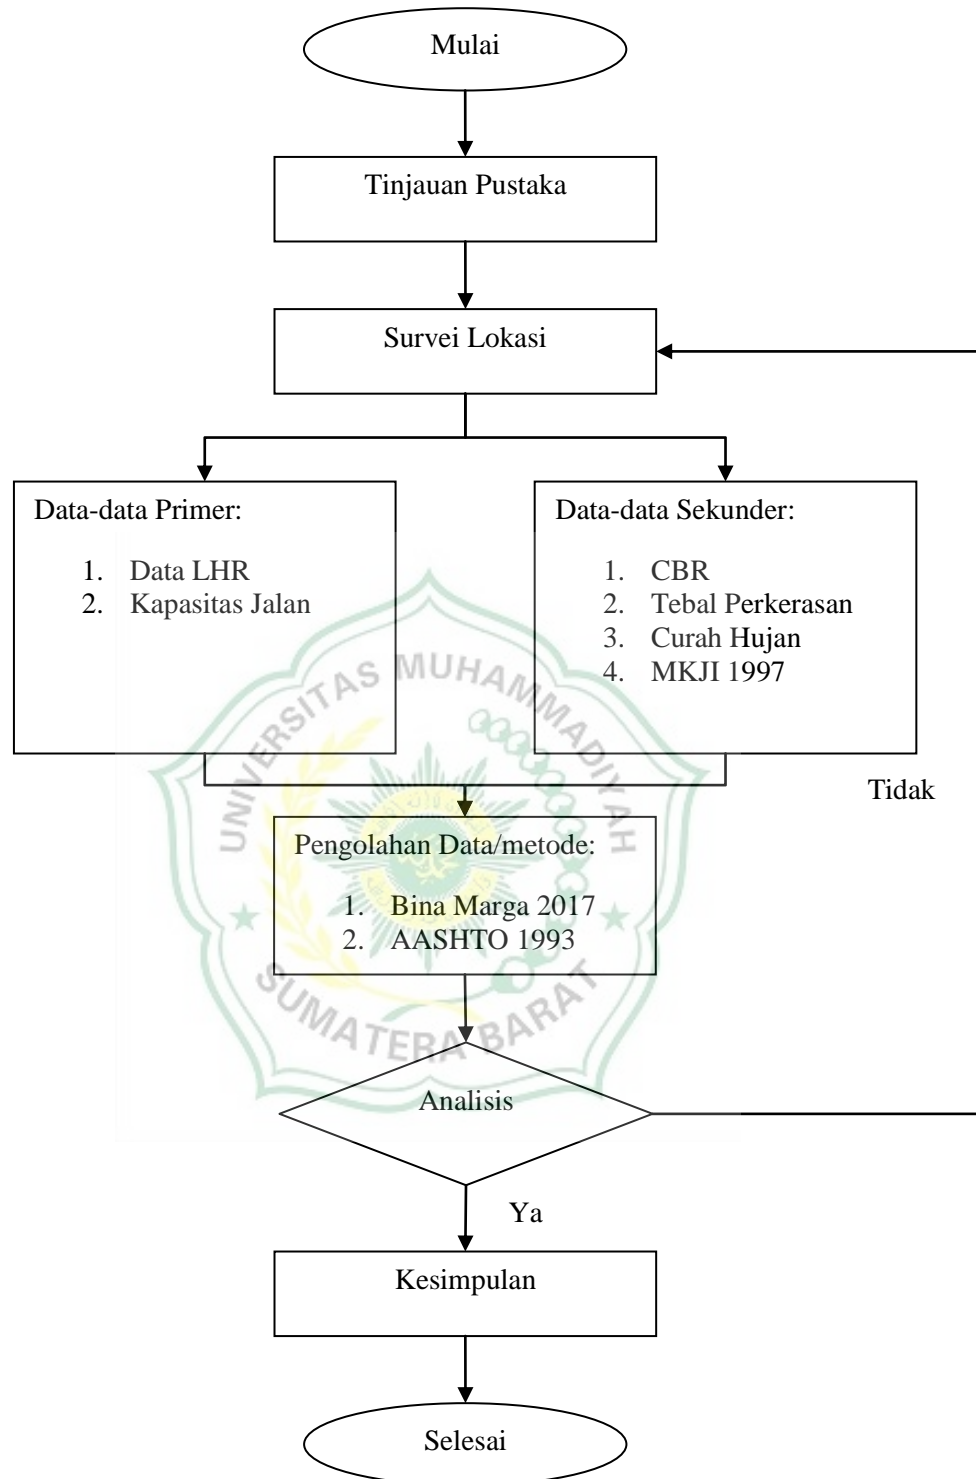 Mulai
Tinjauan Pustaka
Survei Lokasi
Data-data Primer:
1. Data LHR
2. Kapasitas Jalan
Data-data Sekunder:
1. CBR
2. Tebal Perkerasan
3. Curah Hujan
4. MKJI 1997
Tidak
Pengolahan Data/metode:
1. Bina Marga 2017
2. AASHTO 1993
Analisis
Ya
Kesimpulan
Selesai
UNIVERSITAS MUHAMMADIYAH
SUMATERA BARAT